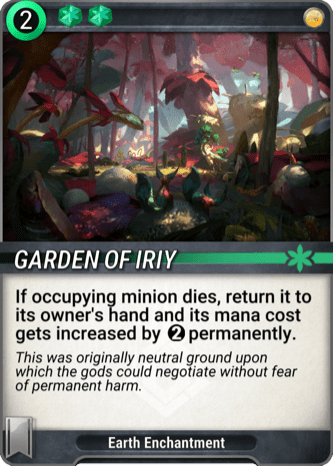 2
GARDEN OF IRIY
If occupying minion dies, return it to
its owner's hand and its mana cost
gets increased by 2 permanently.
This was originally neutral ground upon
which the gods could negotiate without fear
of permanent harm.
Earth Enchantment